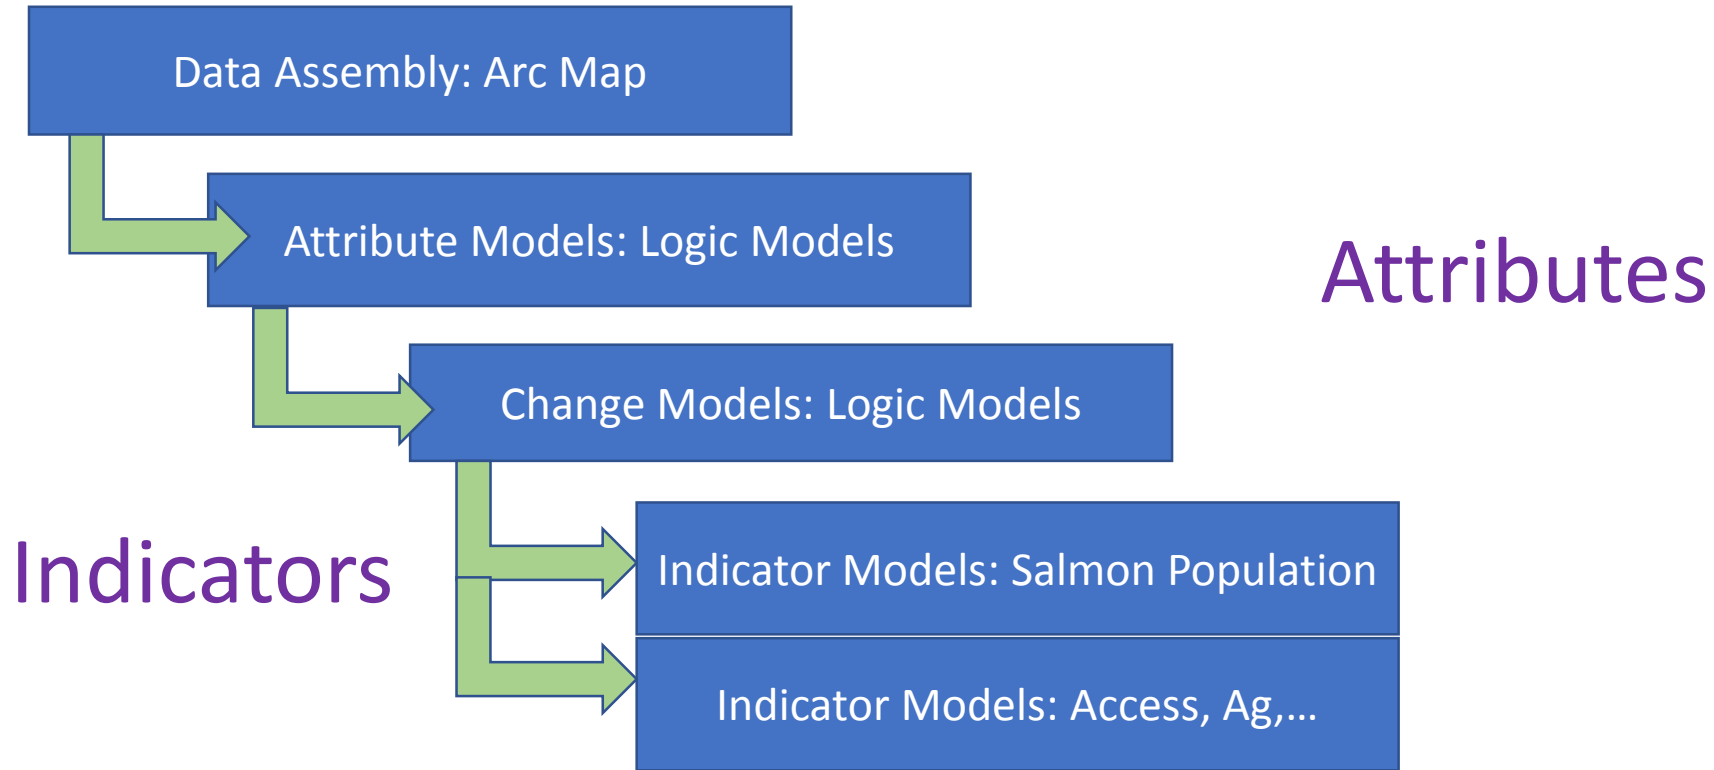 Data Assembly: Arc Map
Attribute Models: Logic Models
Attributes
Change Models: Logic Models
Indicators
Indicator Models: Salmon Population
Indicator Models: Access, Ag,...